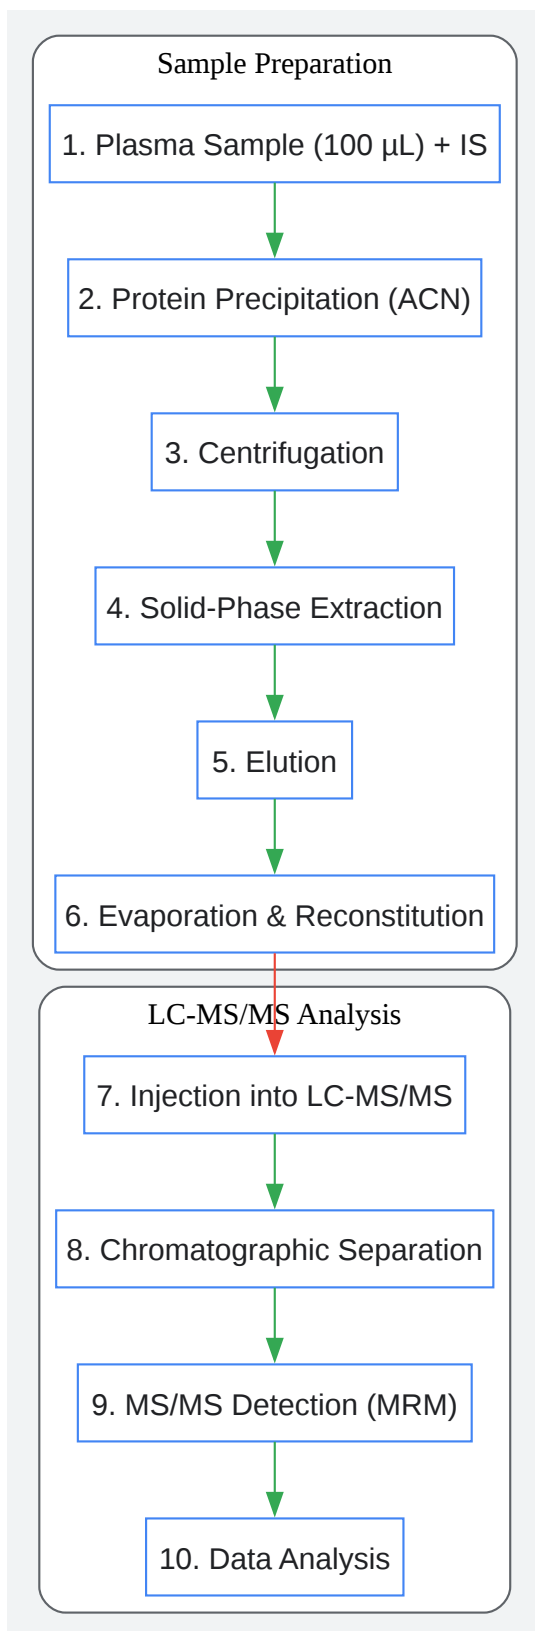 Sample Preparation
1. Plasma Sample (100 µL) + IS
2. Protein Precipitation (ACN)
3. Centrifugation
4. Solid-Phase Extraction
5. Elution
6. Evaporation & Reconstitution
LC-MS/MS Analysis
7. Injection into LC-MS/MS
8. Chromatographic Separation
9. MS/MS Detection (MRM)
10. Data Analysis